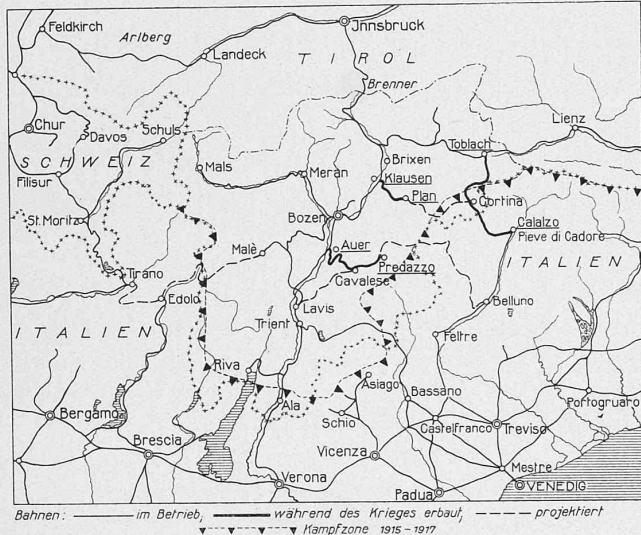 Feldkirch
Arlberg
Innsbruck
Landeck
TIROL
Brenner
Lienz
Chur
Davos
Schuls
Toblach
SCHWEIZ
Mals
Meran
Brixen
Filisur
Klausen
Plan
Cortina
St. Moritz
Bozen
Calalzo
Pieve di Cadore
Malè
Auer
Tirano
Predazzo
ITALIEN
Cavalese
Edolo
Lavis
Belluno
ITALIEN
Trient
Feltre
Riva
Asiago
Bassano
Portogruaro
Bergamo
Ala
Schio
Castelfranco
Treviso
Brescia
Vicenza
Mestre
Verona
Padua
VENEDIG
Bahnen: im Betrieb, während des Krieges erbaut, projektiert
Kampfzone 1915-1917